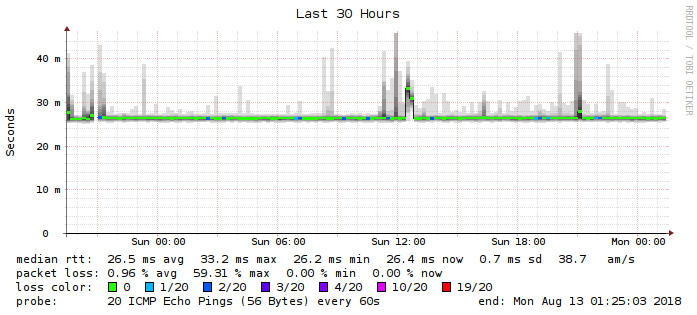 Last 30 Hours
RRDTOOL / TOBI OETIKER
Seconds
40 m
30 m
20 m
10 m
0
Sun 00:00 Sun 06:00 Sun 12:00 Sun 18:00 Mon 00:00
median rtt: 26.5 ms avg 33.2 ms max 26.2 ms min 26.4 ms now 0.7 ms sd 38.7 am/s
packet loss: 0.96 % avg 59.31 % max 0.00 % min 0.00 % now
loss color: 0 1/20 2/20 3/20 4/20 10/20 19/20
probe: 20 ICMP Echo Pings (56 Bytes) every 60s end: Mon Aug 13 01:25:03 2018